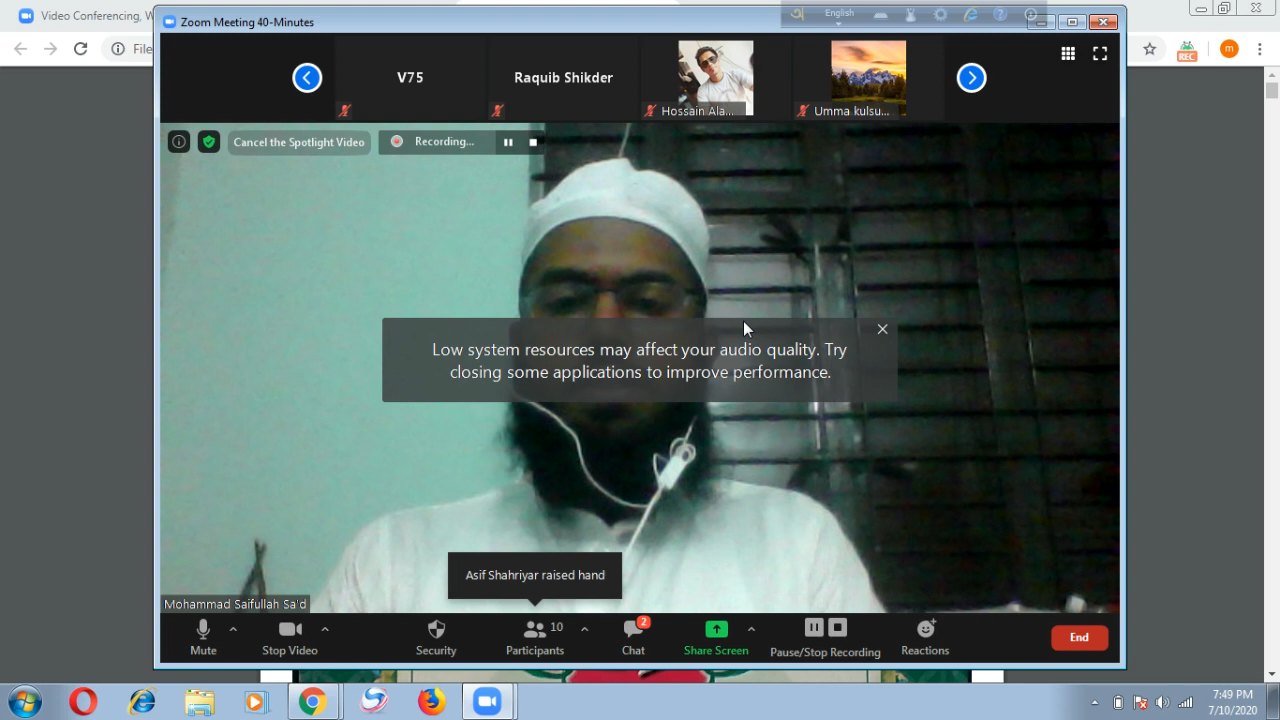 Video Conferencing, W
Zoom Meeting 40-Minutes
অ
English
File
REC
m
V75
Raquib Shikder
Hossain Ala...
Umma kulsu...
Cancel the Spotlight Video
Recording...
Low system resources may affect your audio quality. Try
closing some applications to improve performance.
Asif Shahriyar raised hand
Mohammad Saifullah Sa'd
10
2
Mute
Stop Video
Security
Participants
Chat
Share Screen
Pause/Stop Recording
Reactions
End
7:49 PM
7/10/2020